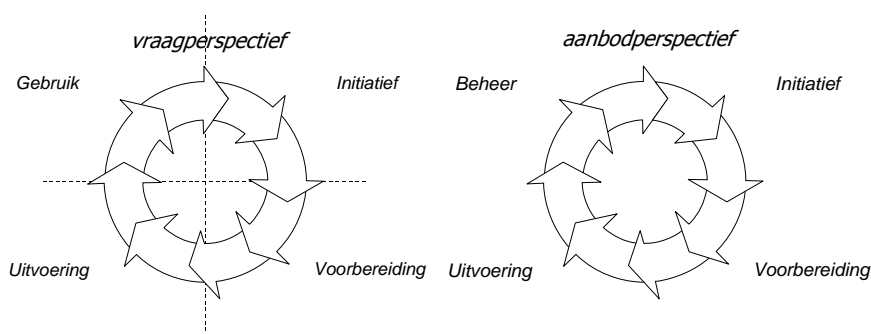 vraagperspectief
aanbodperspectief
Gebruik
Initiatief
Beheer
Initiatief
Uitvoering
Voorbereiding
Uitvoering
Voorbereiding